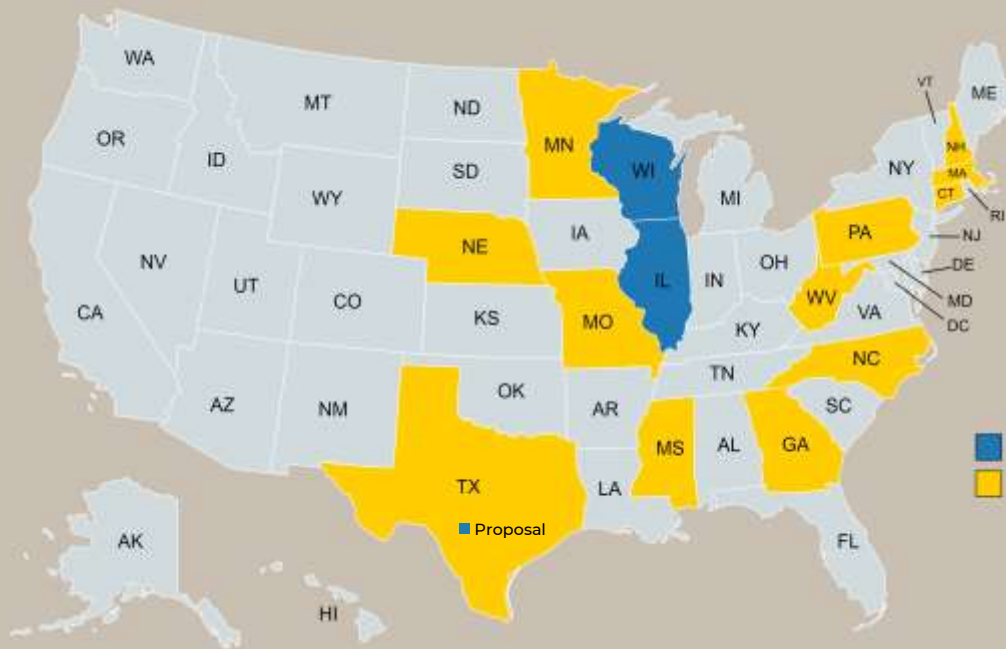 WA
MT
ND
MN
VT
ME
OR
ID
SD
WI
NY
NH
MA
CT
RI
WY
MI
IA
NE
PA
NJ
NV
UT
CO
IL
IN
OH
DE
CA
KS
MO
WV
VA
MD
DC
KY
AZ
NM
OK
AR
TN
NC
SC
MS
AL
GA
TX
LA
Proposal
AK
FL
HI